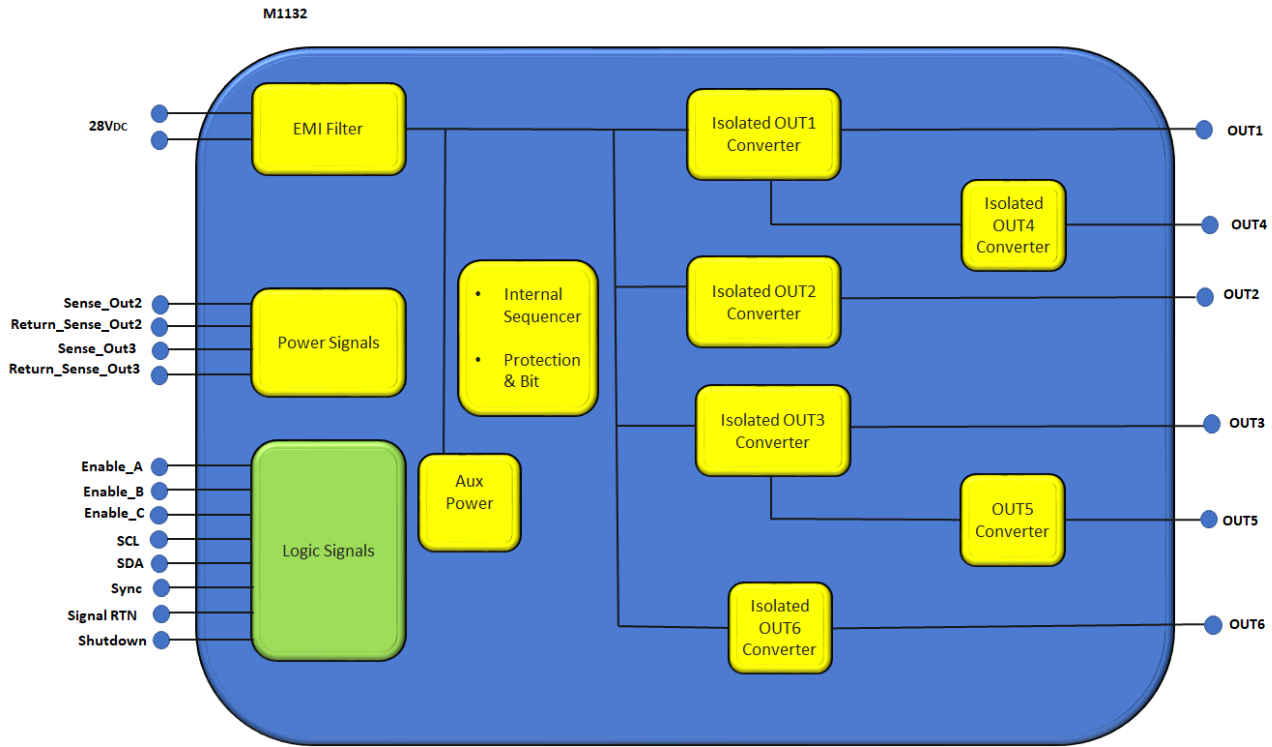 M1132
28VDC
EMI Filter
Isolated OUT1
Converter
OUT1
Isolated
OUT4
Converter
OUT4
Sense_Out2
Return_Sense_Out2
Sense_Out3
Return_Sense_Out3
Power Signals
• Internal
Sequencer
• Protection
& Bit
Isolated OUT2
Converter
OUT2
Isolated OUT3
Converter
OUT3
Enable_A
Enable_B
Enable_C
SCL
SDA
Sync
Signal RTN
Shutdown
Logic Signals
Aux
Power
OUT5
Converter
OUT5
Isolated
OUT6
Converter
OUT6